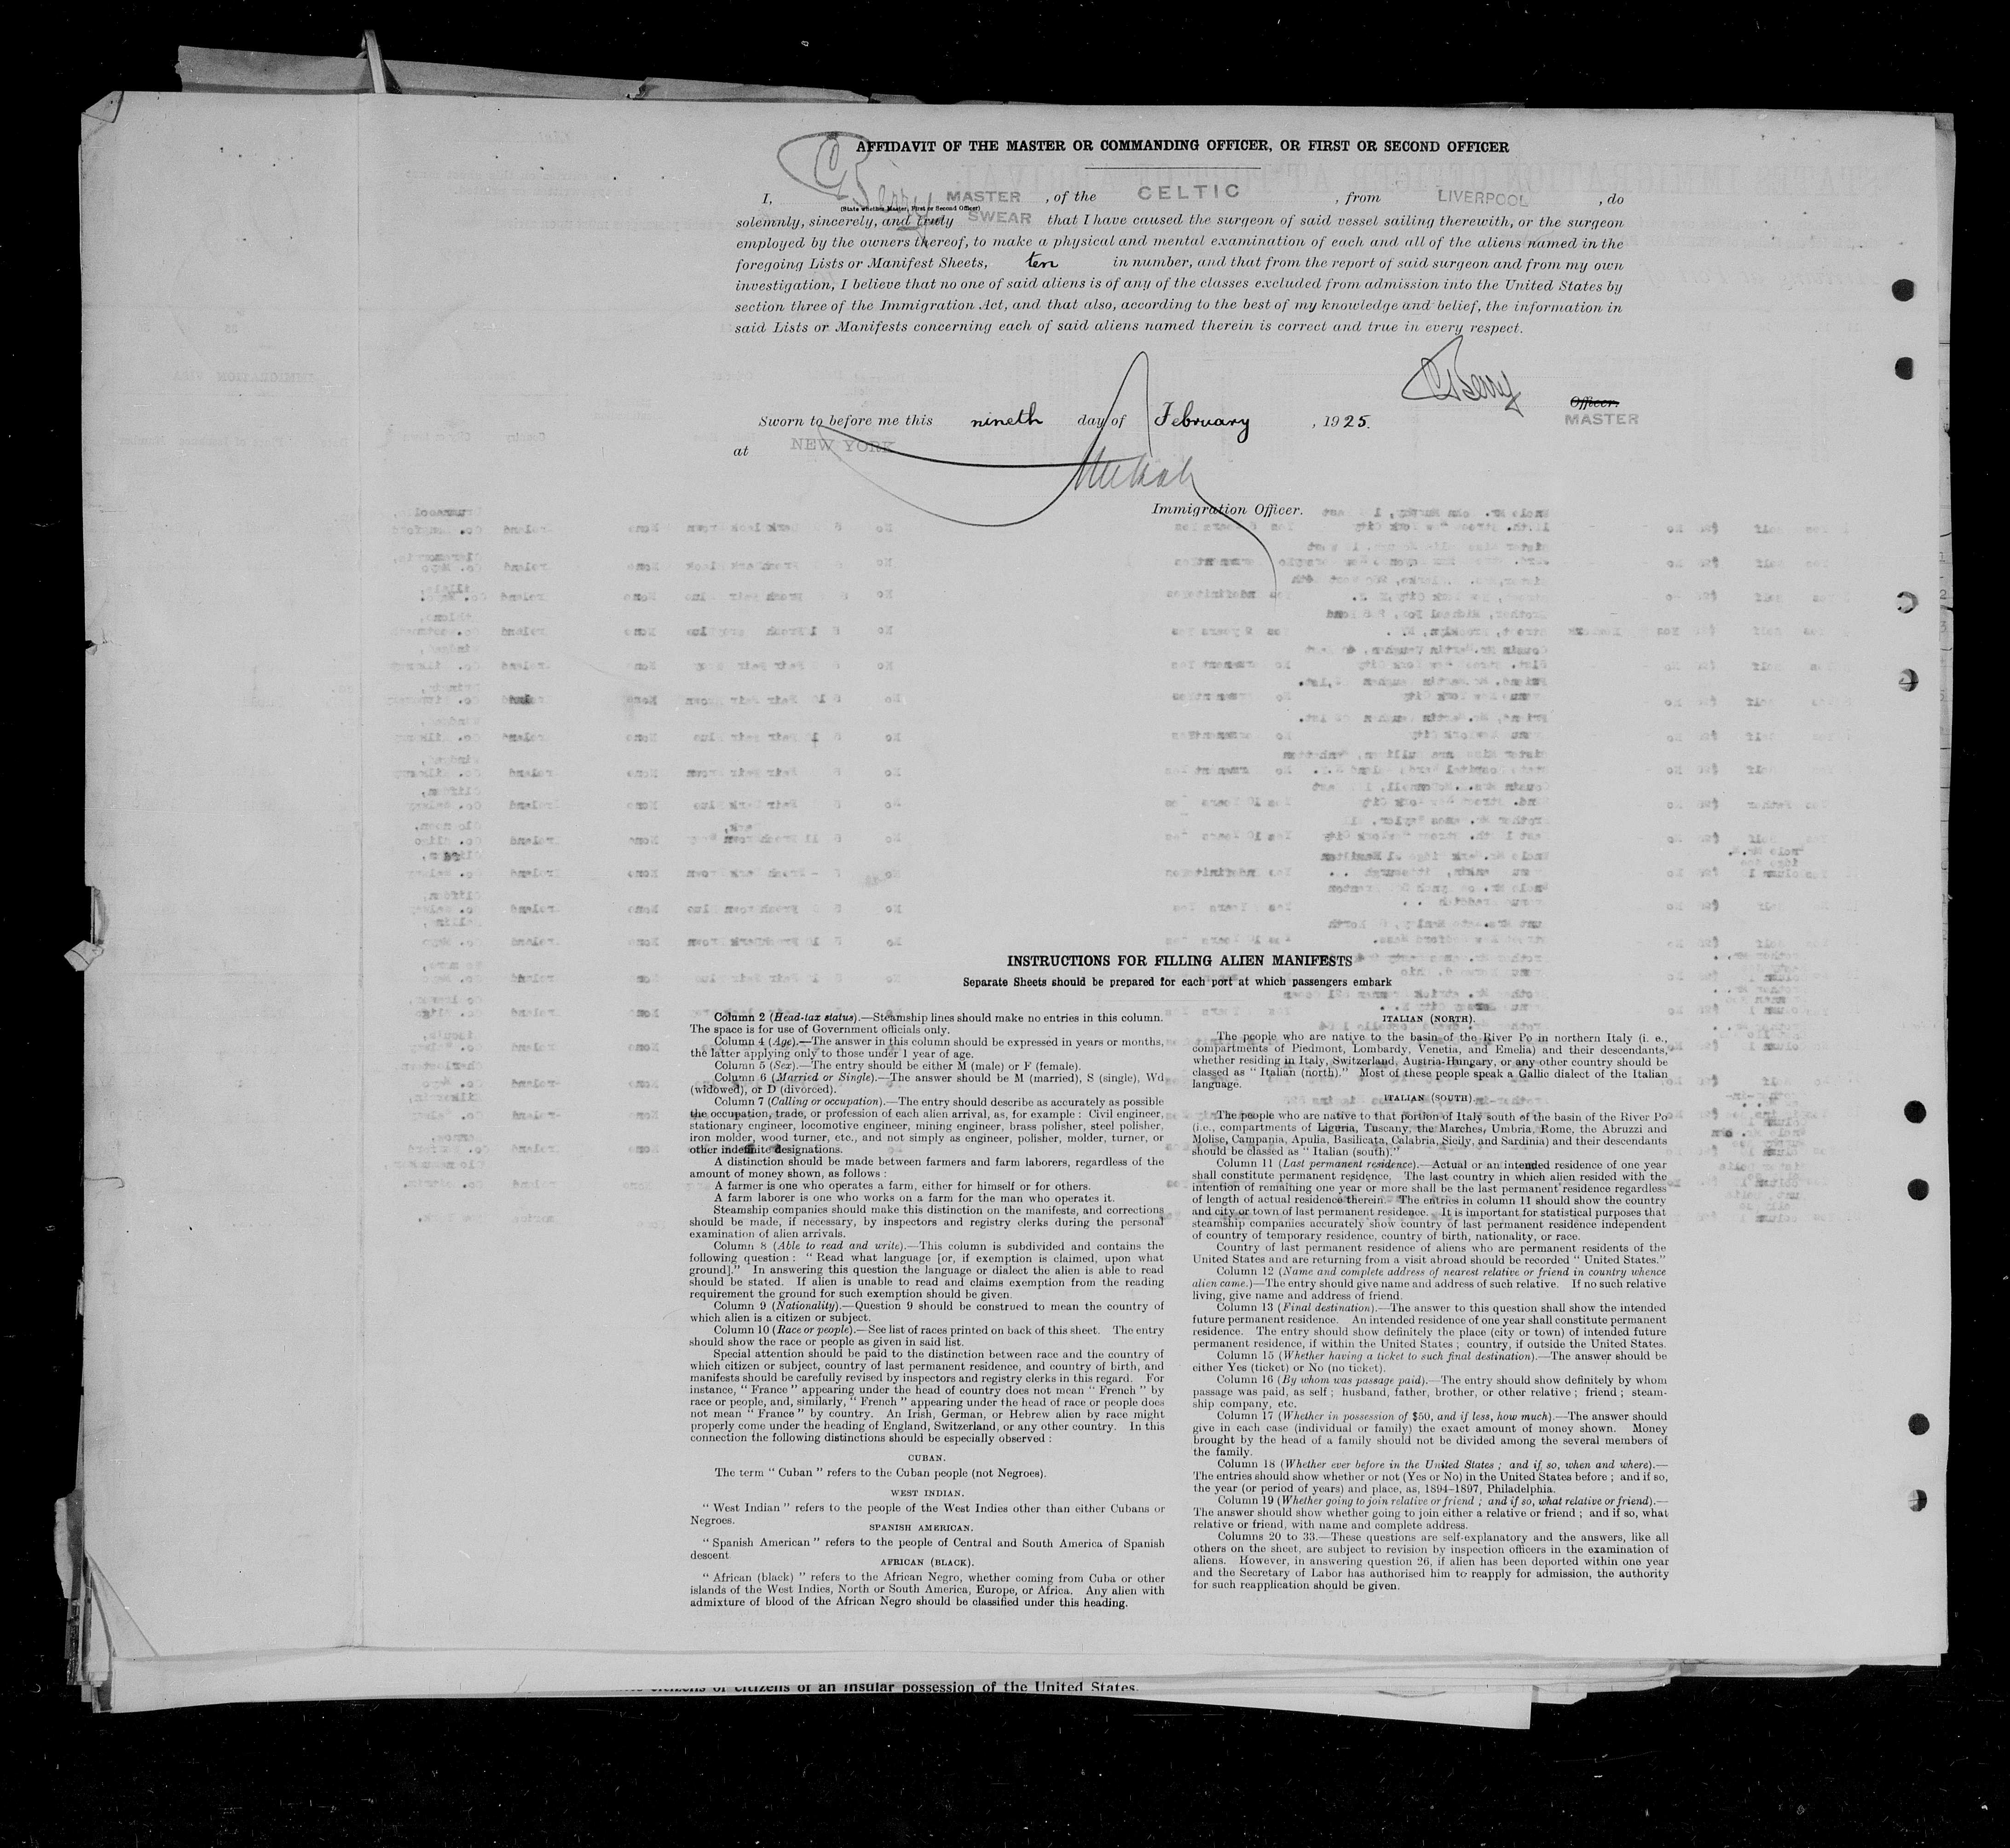 AFFIDAVIT OF THE MASTER OR COMMANDING OFFICER, OR FIRST OR SECOND OFFICER
I, CBerry MASTER , of the CELTIC , from LIVERPOOL , do
(State whether Master, First or Second Officer)
solemnly, sincerely, and truly SWEAR that I have caused the surgeon of said vessel sailing therewith, or the surgeon
employed by the owners thereof, to make a physical and mental examination of each and all of the aliens named in the
foregoing Lists or Manifest Sheets, ten in number, and that from the report of said surgeon and from my own
investigation, I believe that no one of said aliens is of any of the classes excluded from admission into the United States by
section three of the Immigration Act, and that also, according to the best of my knowledge and belief, the information in
said Lists or Manifests concerning each of said aliens named therein is correct and true in every respect.
CBerry Officer.
MASTER
Sworn to before me this nineth day of February , 1925.
at NEW YORK
Immigration Officer.
INSTRUCTIONS FOR FILLING ALIEN MANIFESTS
Separate Sheets should be prepared for each port at which passengers embark
Column 2 (Head-tax status).—Steamship lines should make no entries in this column.
The space is for use of Government officials only.
Column 4 (Age).—The answer in this column should be expressed in years or months,
the latter applying only to those under 1 year of age.
Column 5 (Sex).—The entry should be either M (male) or F (female).
Column 6 (Married or Single).—The answer should be M (married), S (single), Wd
(widowed), or D (divorced).
Column 7 (Calling or occupation).—The entry should describe as accurately as possible
the occupation, trade, or profession of each alien arrival, as, for example : Civil engineer,
stationary engineer, locomotive engineer, mining engineer, brass polisher, steel polisher,
iron molder, wood turner, etc., and not simply as engineer, polisher, molder, turner, or
other indefinite designations.
A distinction should be made between farmers and farm laborers, regardless of the
amount of money shown, as follows :
A farmer is one who operates a farm, either for himself or for others.
A farm laborer is one who works on a farm for the man who operates it.
Steamship companies should make this distinction on the manifests, and corrections
should be made, if necessary, by inspectors and registry clerks during the personal
examination of alien arrivals.
Column 8 (Able to read and write).—This column is subdivided and contains the
following question : " Read what language [or, if exemption is claimed, upon what
ground]." In answering this question the language or dialect the alien is able to read
should be stated. If alien is unable to read and claims exemption from the reading
requirement the ground for such exemption should be given.
Column 9 (Nationality).—Question 9 should be construed to mean the country of
which alien is a citizen or subject.
Column 10 (Race or people).—See list of races printed on back of this sheet. The entry
should show the race or people as given in said list.
Special attention should be paid to the distinction between race and the country of
which citizen or subject, country of last permanent residence, and country of birth, and
manifests should be carefully revised by inspectors and registry clerks in this regard. For
instance, " France " appearing under the head of country does not mean " French " by
race or people, and, similarly, " French " appearing under the head of race or people does
not mean " France " by country. An Irish, German, or Hebrew alien by race might
properly come under the heading of England, Switzerland, or any other country. In this
connection the following distinctions should be especially observed :
CUBAN.
The term " Cuban " refers to the Cuban people (not Negroes).
WEST INDIAN.
" West Indian " refers to the people of the West Indies other than either Cubans or
Negroes.
SPANISH AMERICAN.
" Spanish American " refers to the people of Central and South America of Spanish
descent
AFRICAN (BLACK).
" African (black) " refers to the African Negro, whether coming from Cuba or other
islands of the West Indies, North or South America, Europe, or Africa. Any alien with
admixture of blood of the African Negro should be classified under this heading.
ITALIAN (NORTH).
The people who are native to the basin of the River Po in northern Italy (i. e.,
compartments of Piedmont, Lombardy, Venetia, and Emelia) and their descendants,
whether residing in Italy, Switzerland, Austria-Hungary, or any other country should be
classed as " Italian (north)." Most of these people speak a Gallic dialect of the Italian
language.
ITALIAN (SOUTH).
The people who are native to that portion of Italy south of the basin of the River Po
(i.e., compartments of Liguria, Tuscany, the Marches, Umbria, Rome, the Abruzzi and
Molise, Campania, Apulia, Basilicata, Calabria, Sicily, and Sardinia) and their descendants
should be classed as " Italian (south)."
Column 11 (Last permanent residence).—Actual or an intended residence of one year
shall constitute permanent residence. The last country in which alien resided with the
intention of remaining one year or more shall be the last permanent residence regardless
of length of actual residence therein. The entries in column 11 should show the country
and city or town of last permanent residence. It is important for statistical purposes that
steamship companies accurately show country of last permanent residence independent
of country of temporary residence, country of birth, nationality, or race.
Country of last permanent residence of aliens who are permanent residents of the
United States and are returning from a visit abroad should be recorded " United States."
Column 12 (Name and complete address of nearest relative or friend in country whence
alien came.)—The entry should give name and address of such relative. If no such relative
living, give name and address of friend.
Column 13 (Final destination).—The answer to this question shall show the intended
future permanent residence. An intended residence of one year shall constitute permanent
residence. The entry should show definitely the place (city or town) of intended future
permanent residence, if within the United States ; country, if outside the United States.
Column 15 (Whether having a ticket to such final destination).—The answer should be
either Yes (ticket) or No (no ticket).
Column 16 (By whom was passage paid).—The entry should show definitely by whom
passage was paid, as self ; husband, father, brother, or other relative ; friend ; steam-
ship company, etc.
Column 17 (Whether in possession of $50, and if less, how much).—The answer should
give in each case (individual or family) the exact amount of money shown. Money
brought by the head of a family should not be divided among the several members of
the family.
Column 18 (Whether ever before in the United States ; and if so, when and where).—
The entries should show whether or not (Yes or No) in the United States before ; and if so,
the year (or period of years) and place, as, 1894–1897, Philadelphia.
Column 19 (Whether going to join relative or friend ; and if so, what relative or friend).—
The answer should show whether going to join either a relative or friend ; and if so, what
relative or friend, with name and complete address.
Columns 20 to 33.—These questions are self-explanatory and the answers, like all
others on the sheet, are subject to revision by inspection officers in the examination of
aliens. However, in answering question 26, if alien has been deported within one year
and the Secretary of Labor has authorised him to reapply for admission, the authority
for such reapplication should be given.
citizens or citizens of an insular possession of the United States.